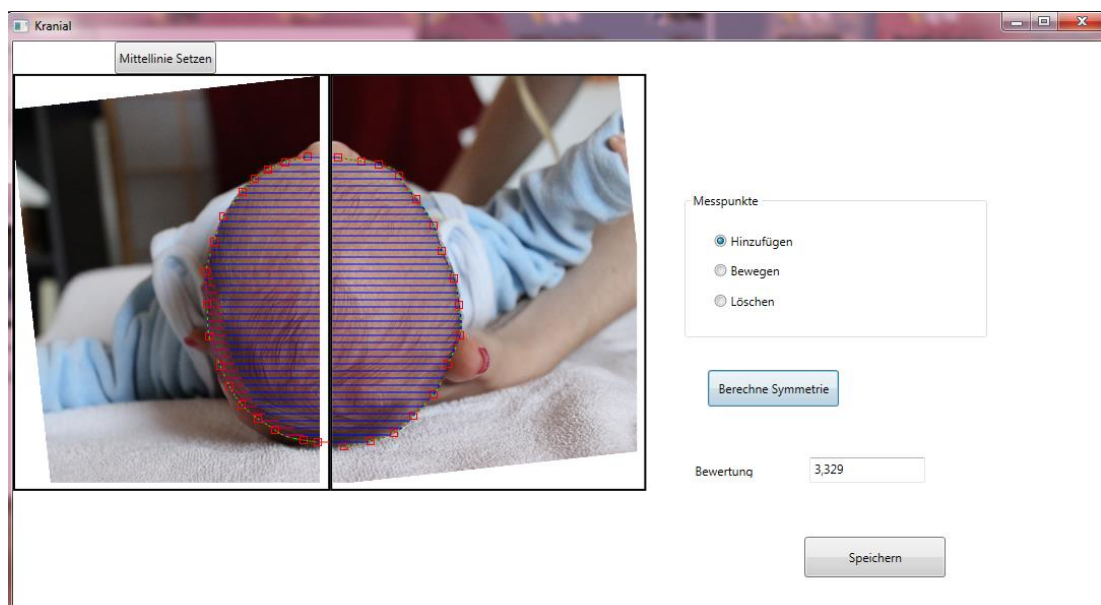 Kranial
Mittellinie Setzen
Messpunkte
Hinzufügen
Bewegen
Löschen
Berechne Symmetrie
Bewertung
3,329
Speichern